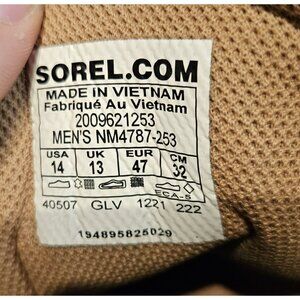 SOREL.COM
MADE IN VIETNAM
Fabriqué Au Vietnam
2009621253
MEN'S NM4787-253
USA UK EUR CM
14 13 47 32
ECA-S
40507 GLV 1221 222
194895825029